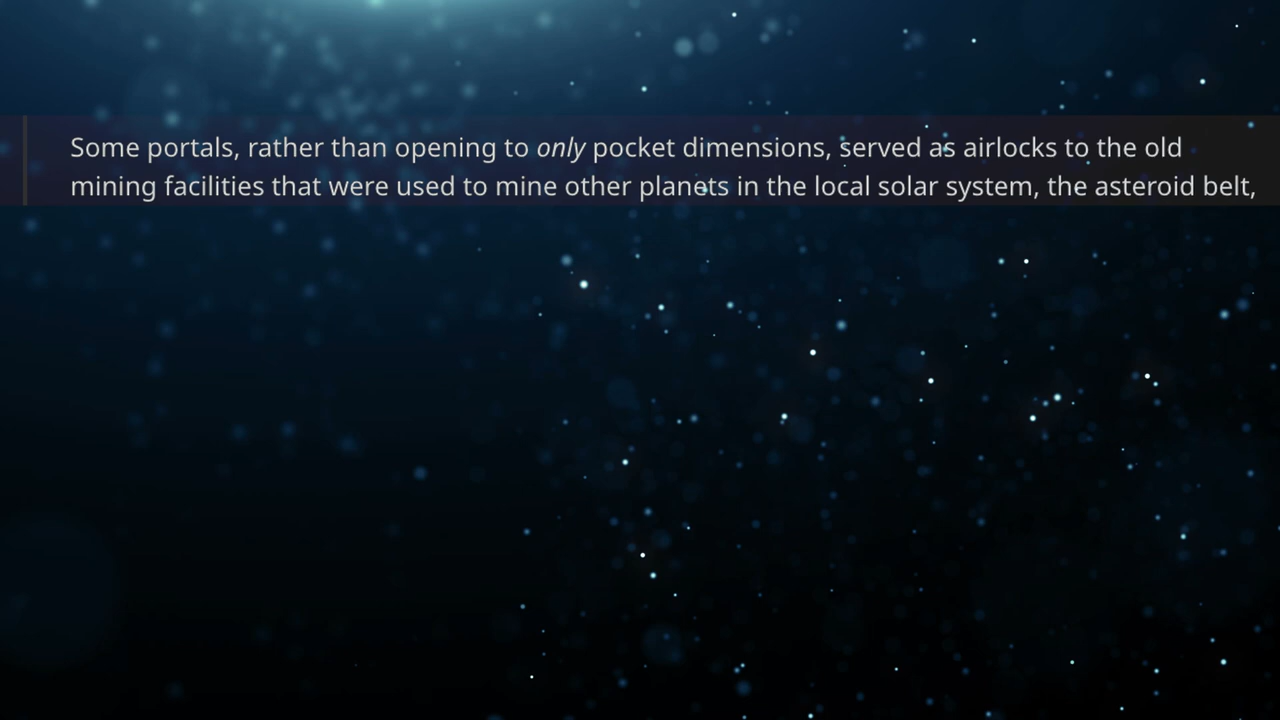 Some portals, rather than opening to only pocket dimensions, served as airlocks to the old
mining facilities that were used to mine other planets in the local solar system, the asteroid belt,